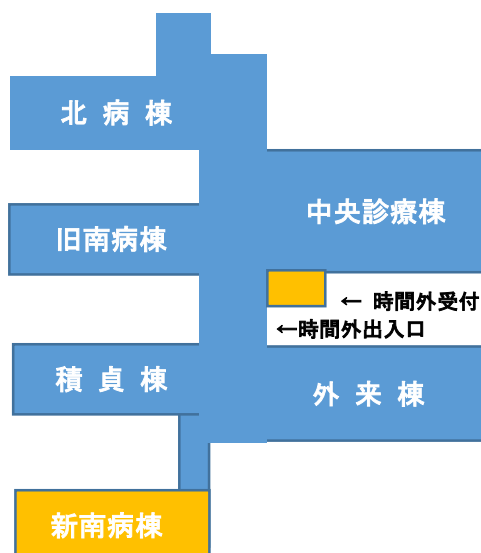 北 病 棟
中央診療棟
旧南病棟
← 時間外受付
←時間外出入口
積 貞 棟
外 来 棟
新南病棟